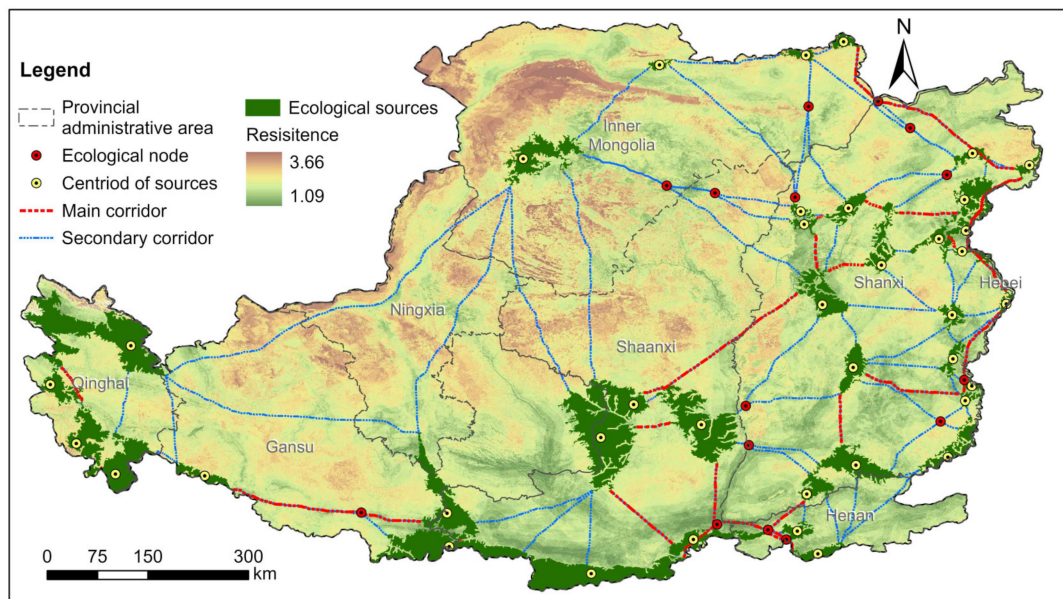 N
Legend
Provincial
administrative area
Ecological node
Centriod of sources
Main corridor
Secondary corridor
Ecological sources
Resisitence
3.66
1.09
Inner
Mongolia
Shanxi
Hebei
Ningxia
Shaanxi
Qinghai
Gansu
Henan
0 75 150 300
km